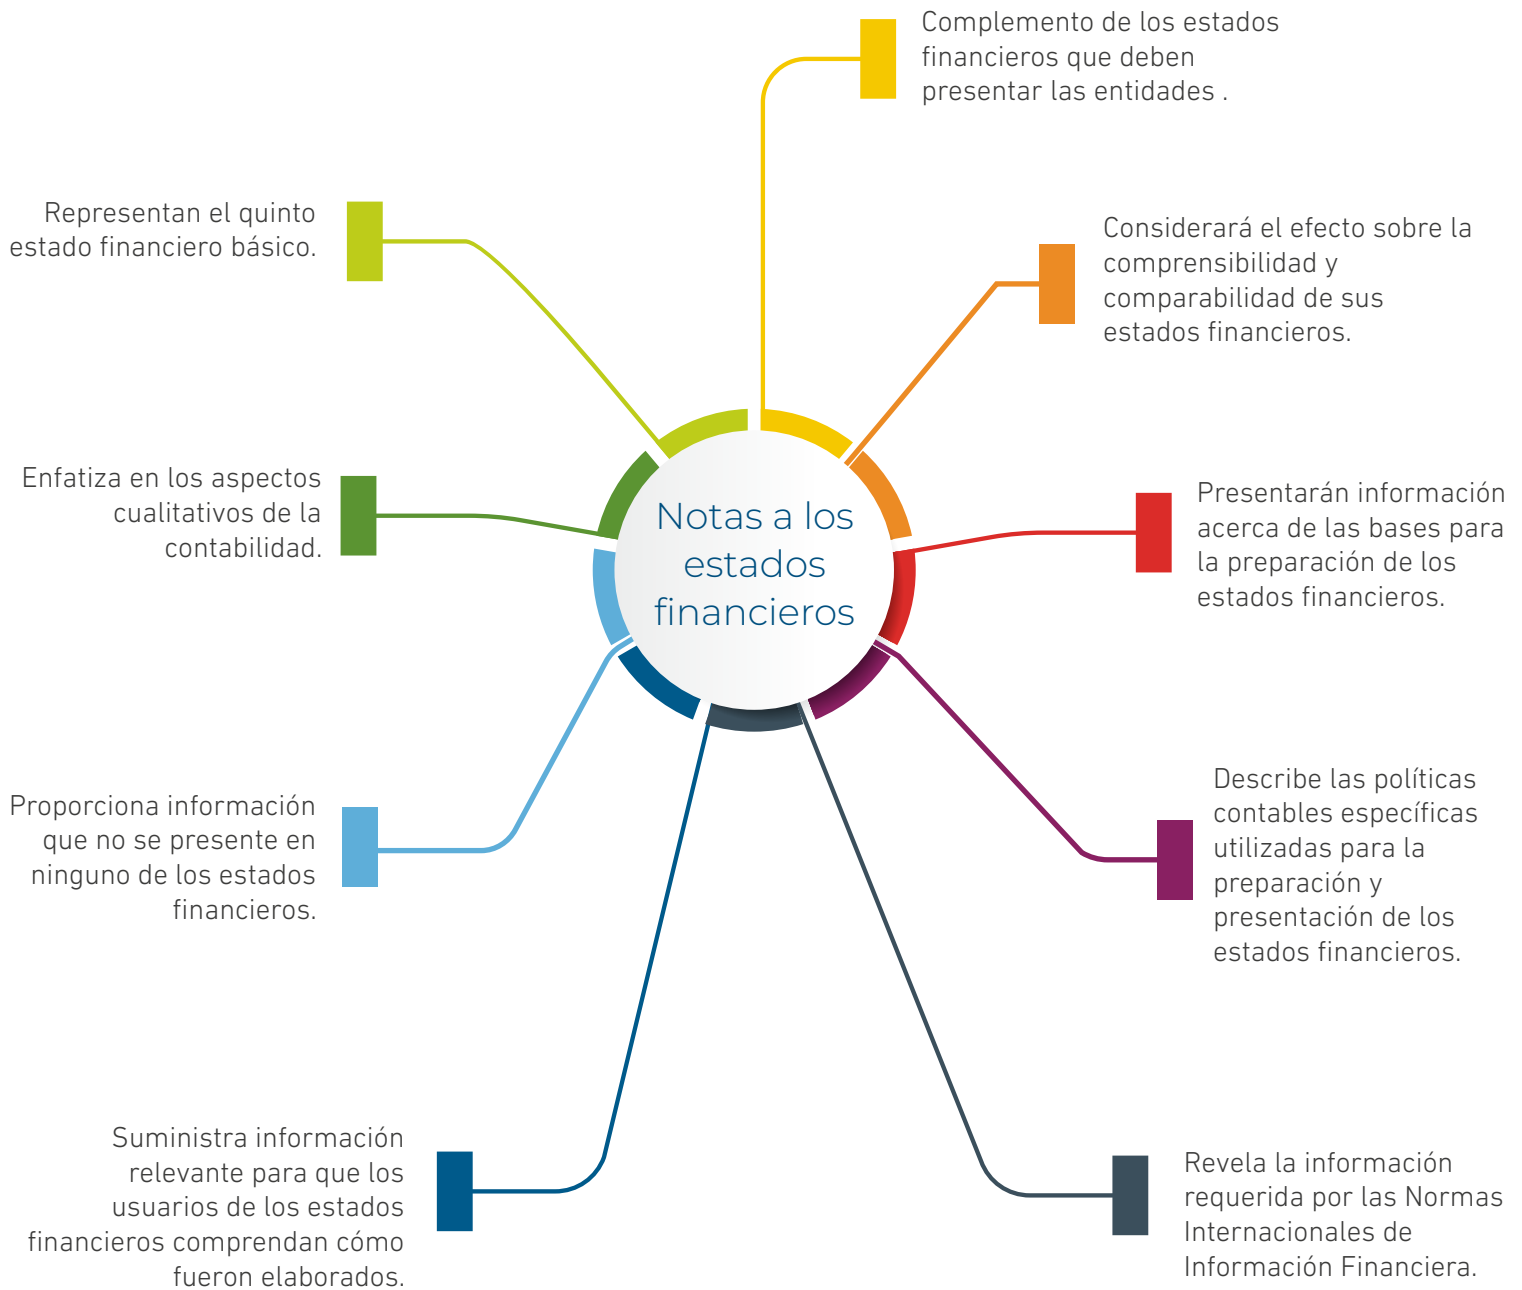 Complemento de los estados
financieros que deben
presentar las entidades .
Considerará el efecto sobre la
comprensibilidad y
comparabilidad de sus
estados financieros.
Presentarán información
acerca de las bases para
la preparación de los
estados financieros.
Describe las políticas
contables específicas
utilizadas para la
preparación y
presentación de los
estados financieros.
Revela la información
requerida por las Normas
Internacionales de
Información Financiera.
Suministra información
relevante para que los
usuarios de los estados
financieros comprendan cómo
fueron elaborados.
Proporciona información
que no se presente en
ninguno de los estados
financieros.
Enfatiza en los aspectos
cualitativos de la
contabilidad.
Representan el quinto
estado financiero básico.
Notas a los
estados
financieros